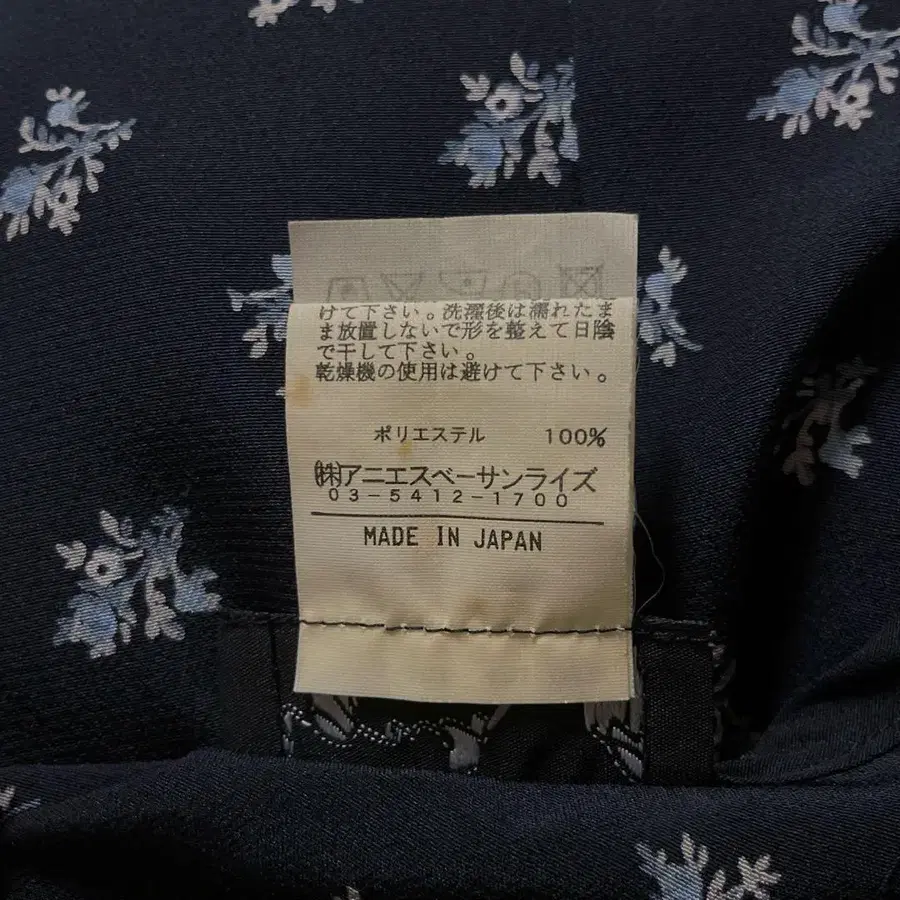 けて下さい。洗濯後は濡れたま
ま放置しないで形を整えて日陰
で干して下さい。
乾燥機の使用は避けて下さい。
ポリエステル 100%
㈱アニエスベーサンライズ
03-5412-1700
MADE IN JAPAN